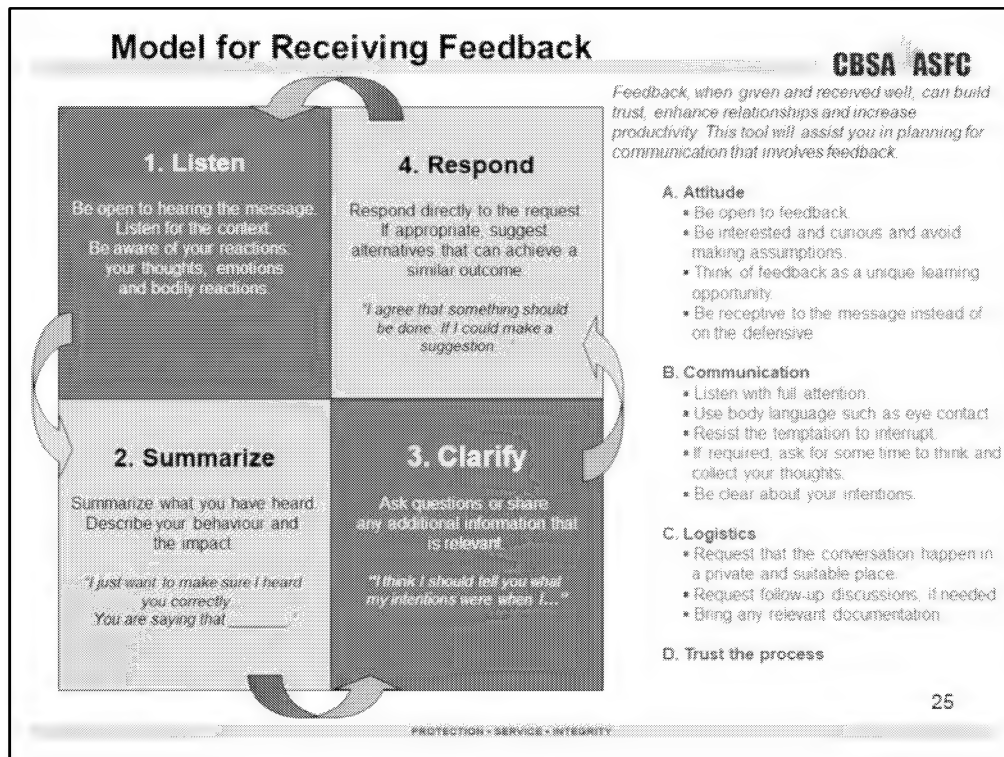 Model for Receiving Feedback
CBSA ASFC
Feedback, when given and received well, can build
trust, enhance relationships and increase
productivity. This tool will assist you in planning for
communication that involves feedback.
1. Listen
Be open to hearing the message.
Listen for the context.
Be aware of your reactions:
your thoughts, emotions
and bodily reactions.
2. Summarize
Summarize what you have heard.
Describe your behaviour and
the impact.
"I just want to make sure I heard
you correctly.
You are saying that ______."
3. Clarify
Ask questions or share
any additional information that
is relevant.
"I think I should tell you what
my intentions were when I..."
4. Respond
Respond directly to the request.
If appropriate, suggest
alternatives that can achieve a
similar outcome.
"I agree that something should
be done. If I could make a
suggestion..."
A. Attitude
• Be open to feedback.
• Be interested and curious and avoid
making assumptions.
• Think of feedback as a unique learning
opportunity.
• Be receptive to the message instead of
on the defensive
B. Communication
• Listen with full attention.
• Use body language such as eye contact
• Resist the temptation to interrupt.
• If required, ask for some time to think and
collect your thoughts.
• Be clear about your intentions.
C. Logistics
• Request that the conversation happen in
a private and suitable place.
• Request follow-up discussions, if needed
• Bring any relevant documentation
D. Trust the process
25
PROTECTION • SERVICE • INTEGRITY